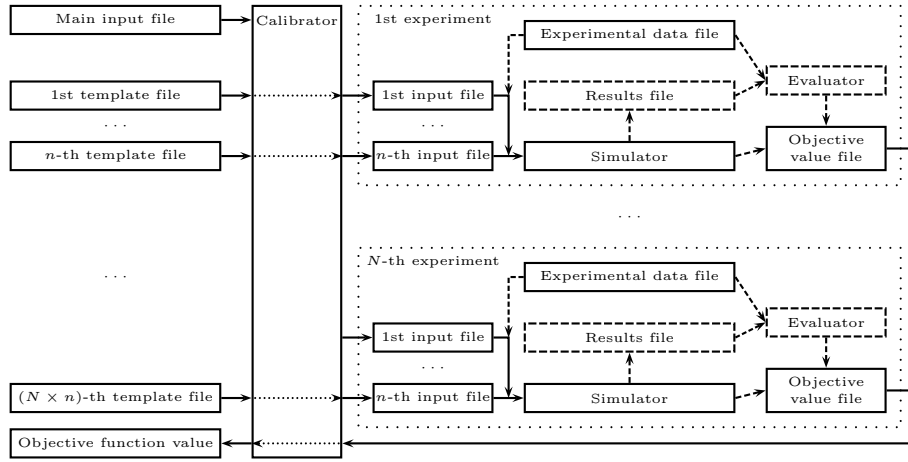 Main input file
Calibrator
1st experiment
Experimental data file
1st template file
1st input file
Results file
Evaluator
...
...
n-th template file
n-th input file
Simulator
Objective
value file
...
...
N-th experiment
Experimental data file
1st input file
Results file
Evaluator
...
(N × n)-th template file
n-th input file
Simulator
Objective
value file
Objective function value